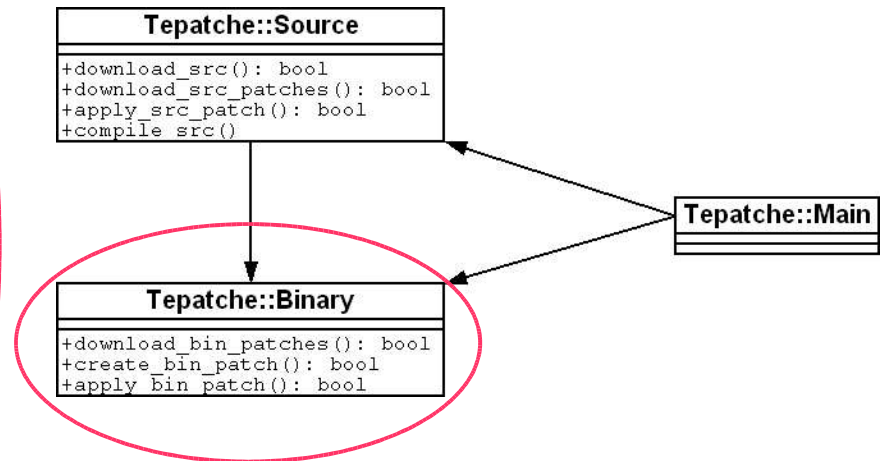 Tepatche::Source
+download_src(): bool
+download_src_patches(): bool
+apply_src_patch(): bool
+compile_src()
Tepatche::Main
Tepatche::Binary
+download_bin_patches(): bool
+create_bin_patch(): bool
+apply_bin_patch(): bool